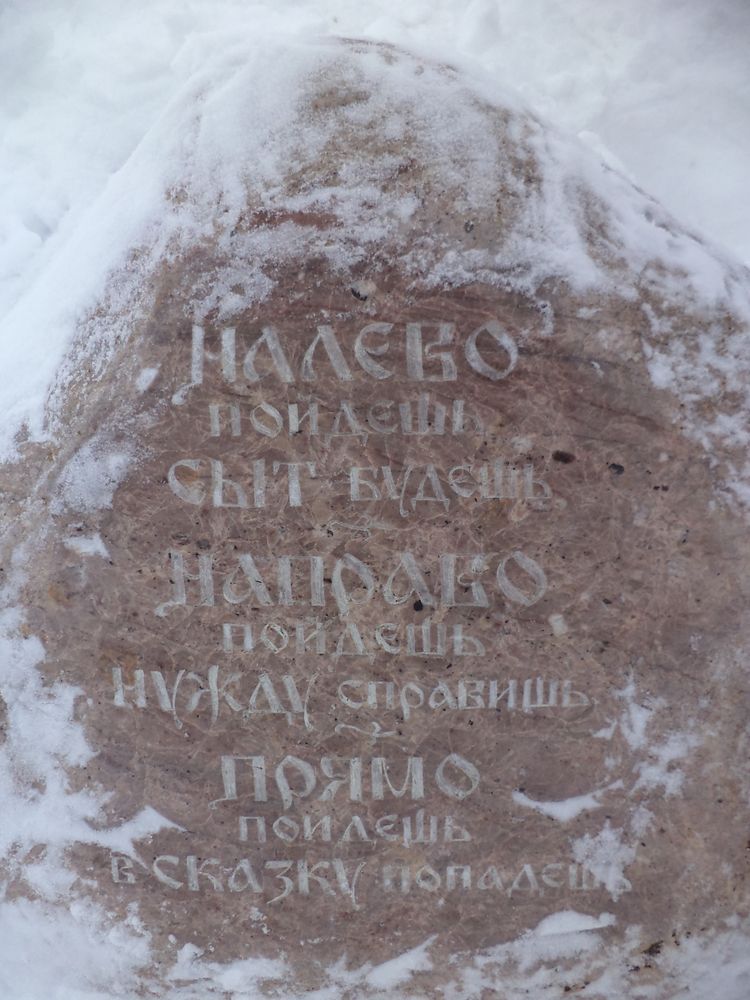 НАЛЕВО
ПОЙДЕШЬ
СЫТ БУДЕШЬ
~
НАПРАВО
ПОЙДЕШЬ
НУЖДУ СПРАВИШЬ
~
ПРЯМО
ПОЙДЕШЬ
В СКАЗКУ ПОПАДЕШЬ